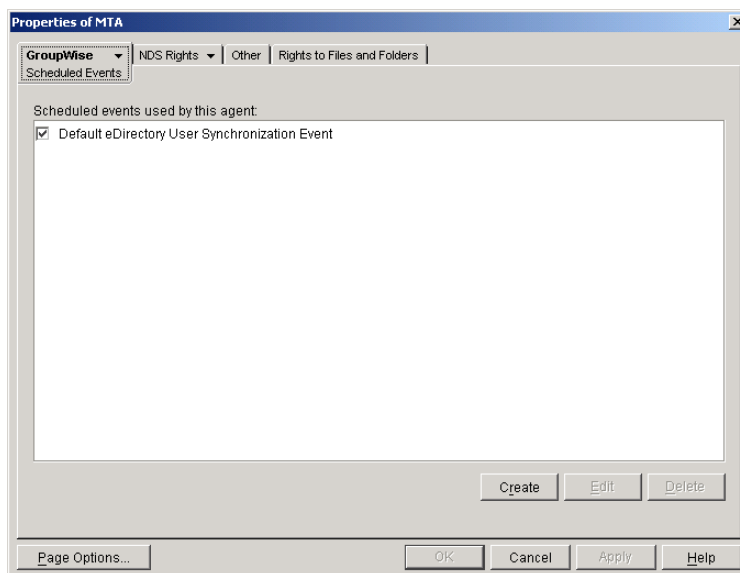 Properties of MTA
GroupWise NDS Rights Other Rights to Files and Folders
Scheduled Events
Scheduled events used by this agent:
Default eDirectory User Synchronization Event
Create Edit Delete
Page Options... OK Cancel Apply Help